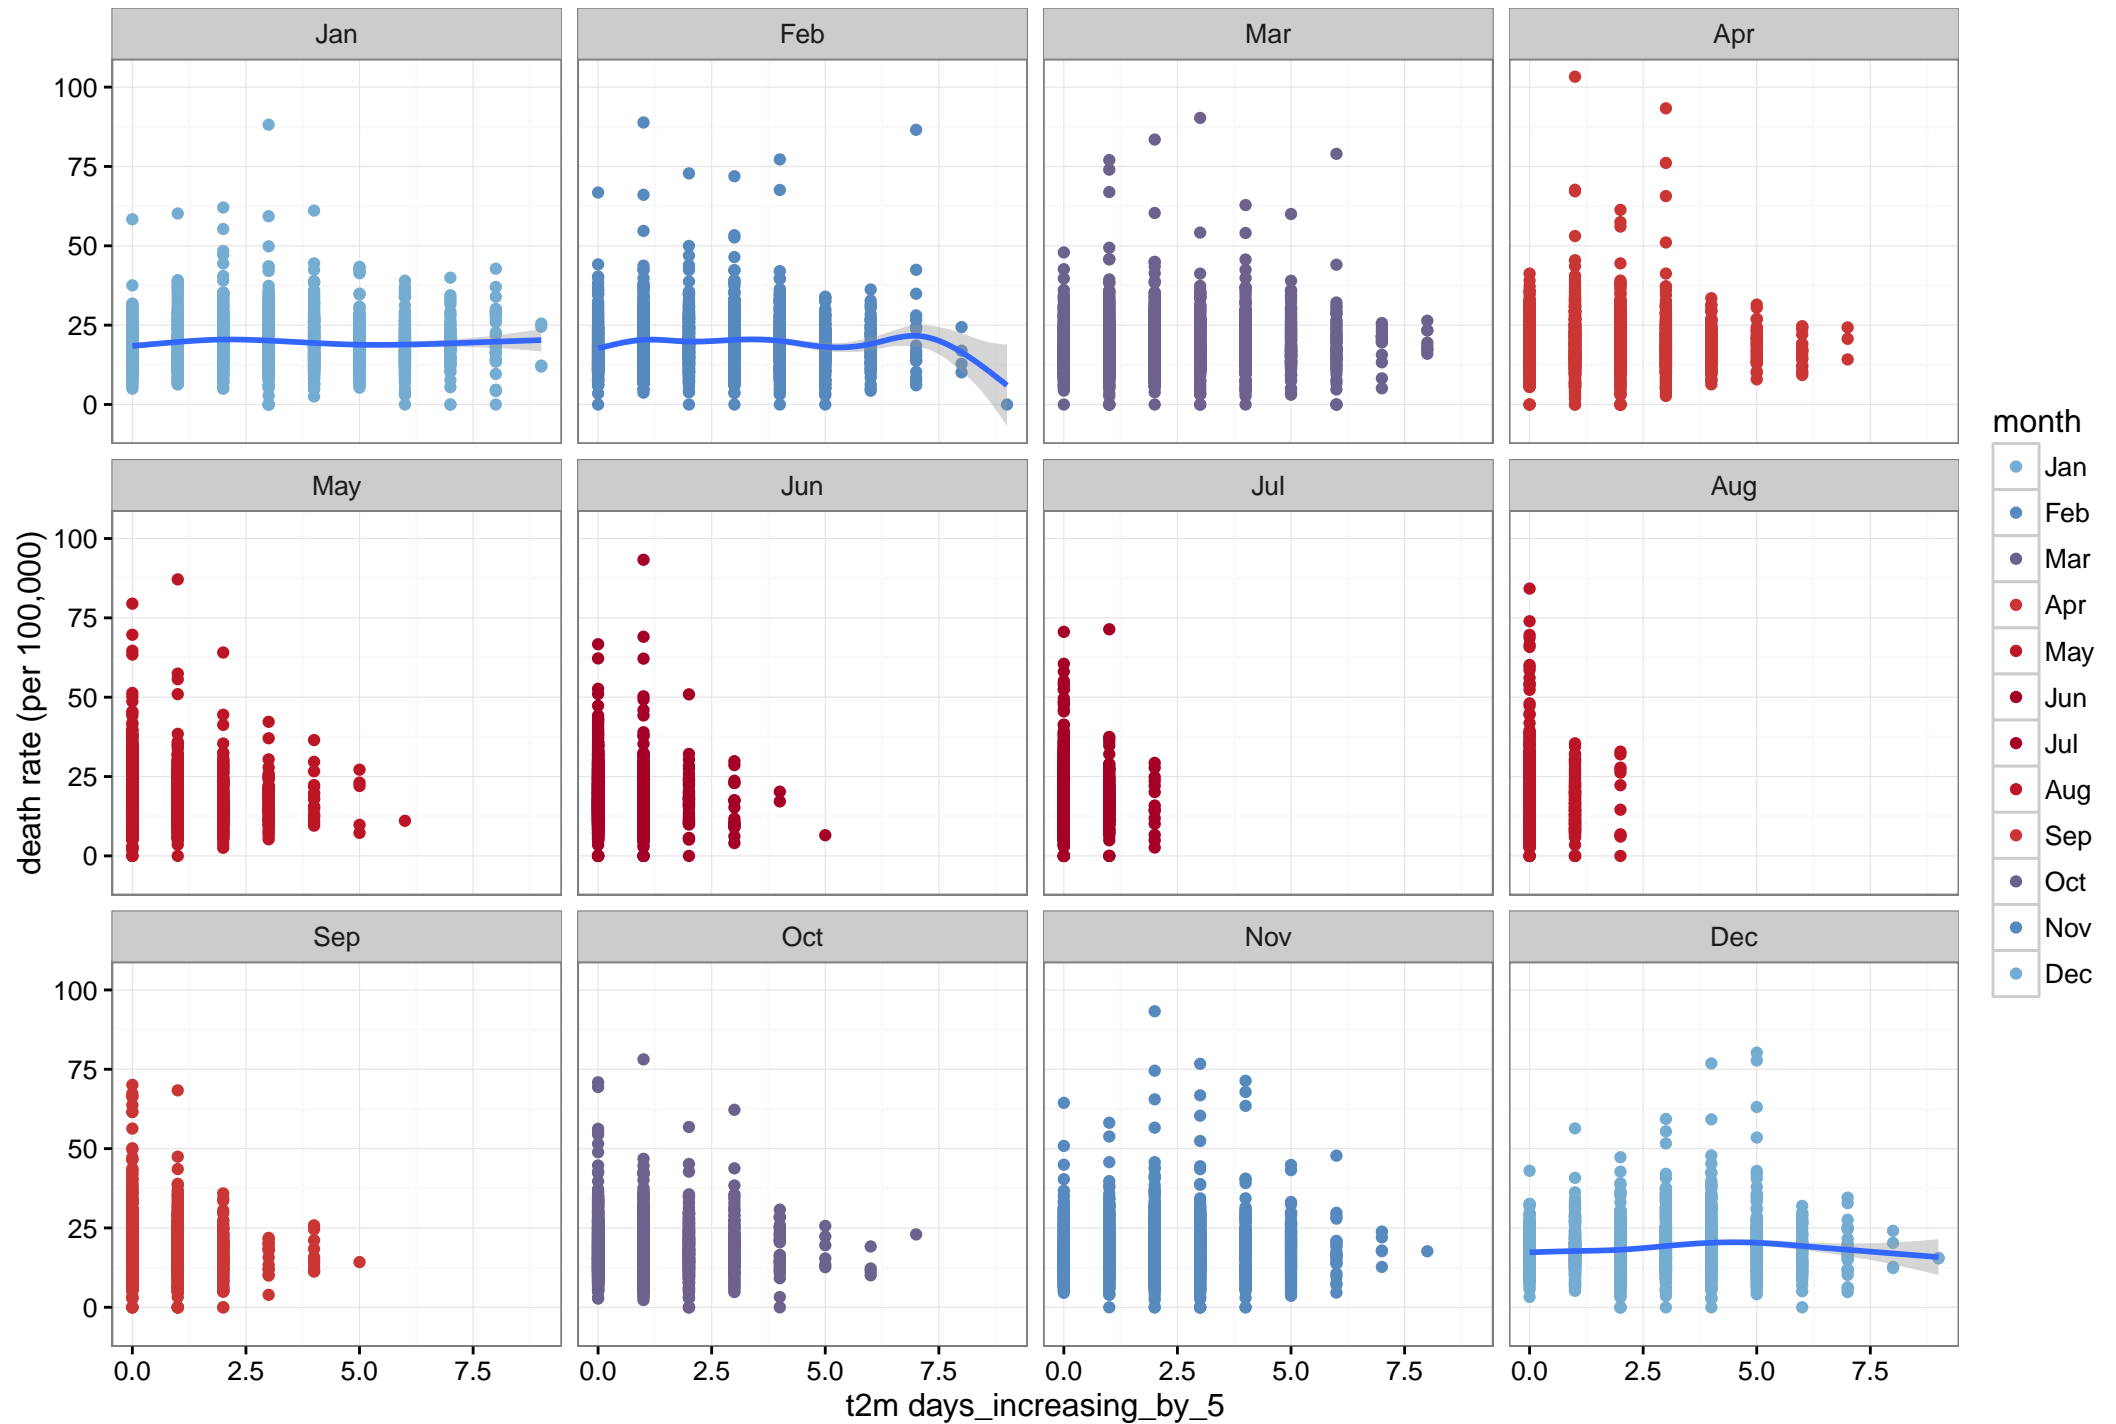 Jan Feb Mar Apr
100
75
50
25
0
May Jun Jul Aug
100
75
50
25
0
Sep Oct Nov Dec
100
75
50
25
0
0.0 2.5 5.0 7.5 0.0 2.5 5.0 7.5 0.0 2.5 5.0 7.5 0.0 2.5 5.0 7.5
t2m days_increasing_by_5
death rate (per 100,000)
month
Jan
Feb
Mar
Apr
May
Jun
Jul
Aug
Sep
Oct
Nov
Dec